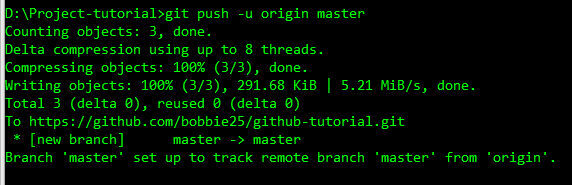 D:\Project-tutorial>git push -u origin master
Counting objects: 3, done.
Delta compression using up to 8 threads.
Compressing objects: 100% (3/3), done.
Writing objects: 100% (3/3), 291.68 KiB | 5.21 MiB/s, done.
Total 3 (delta 0), reused 0 (delta 0)
To https://github.com/bobbie25/github-tutorial.git
 * [new branch]      master -> master
Branch 'master' set up to track remote branch 'master' from 'origin'.